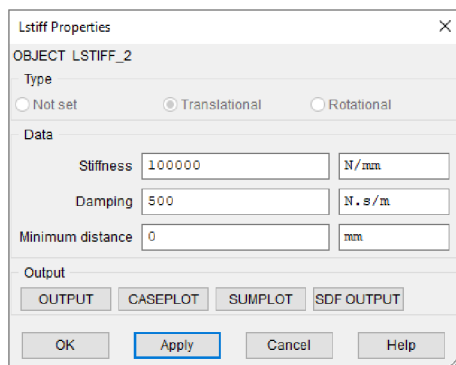 Lstiff Properties
OBJECT LSTIFF_2
Type
Not set Translational Rotational
Data
Stiffness 100000 N/mm
Damping 500 N.s/m
Minimum distance 0 mm
Output
OUTPUT CASEPLOT SUMPLOT SDF OUTPUT
OK Apply Cancel Help